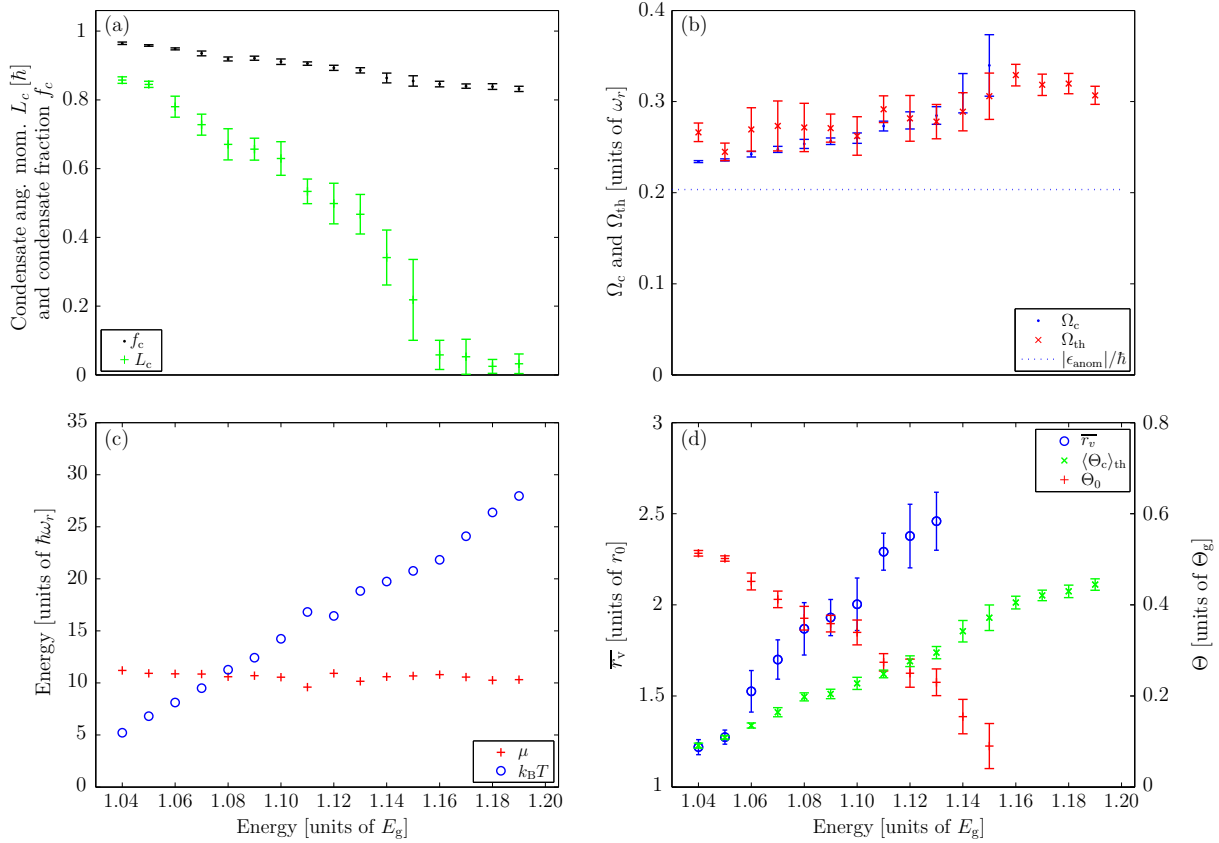 (a)
1
0.8
0.6
0.4
0.2
0
Condensate ang. mom. L_c [ħ]
and condensate fraction f_c
f_c
L_c
(b)
0.4
0.3
0.2
0.1
0
Ω_c and Ω_th [units of ω_r]
Ω_c
Ω_th
|ϵ_anom|/ħ
(c)
35
30
25
20
15
10
5
0
Energy [units of ħω_r]
μ
k_BT
1.04 1.06 1.08 1.10 1.12 1.14 1.16 1.18 1.20
Energy [units of E_g]
(d)
3
2.5
2
1.5
1
r̅_v̅ [units of r_0]
r̅_v̅
⟨Θ_c⟩_th
Θ_0
0.8
0.6
0.4
0.2
0
Θ [units of Θ_g]
1.04 1.06 1.08 1.10 1.12 1.14 1.16 1.18 1.20
Energy [units of E_g]